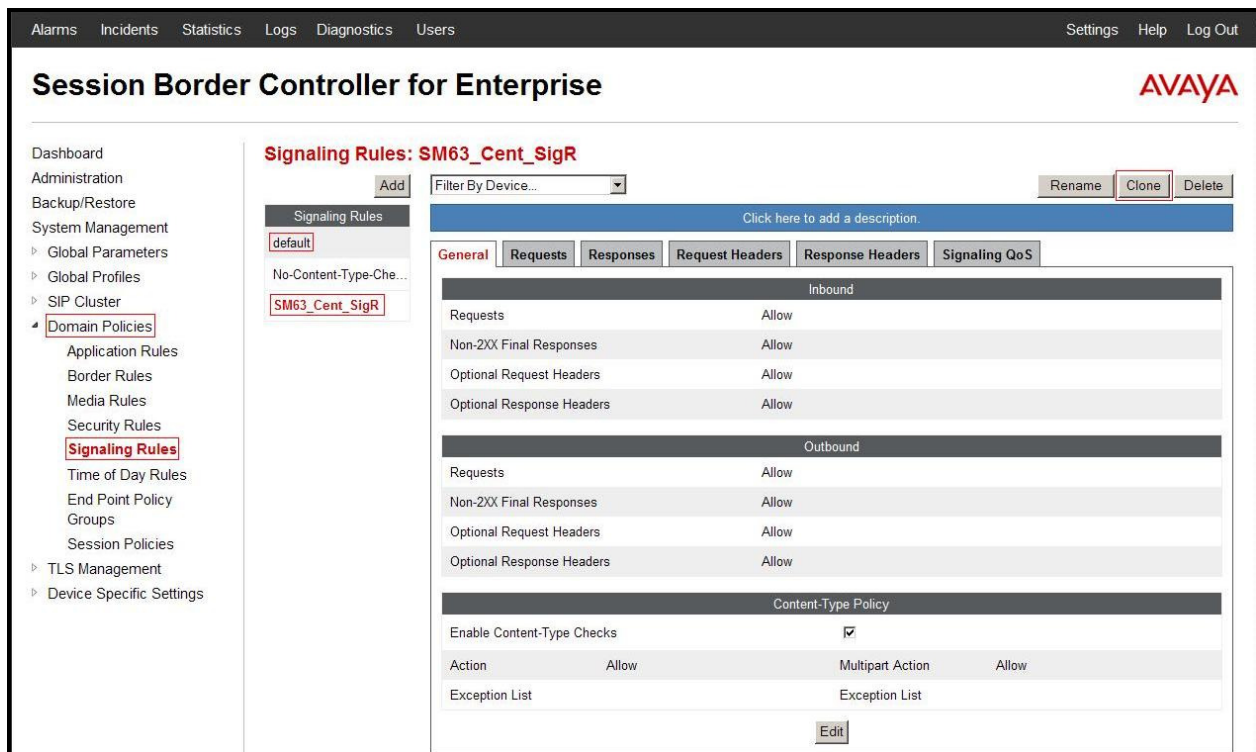 Alarms Incidents Statistics Logs Diagnostics Users Settings Help Log Out
Session Border Controller for Enterprise
AVAYA
Dashboard
Administration
Backup/Restore
System Management
Global Parameters
Global Profiles
SIP Cluster
Domain Policies
Application Rules
Border Rules
Media Rules
Security Rules
Signaling Rules
Time of Day Rules
End Point Policy
Groups
Session Policies
TLS Management
Device Specific Settings
Signaling Rules: SM63_Cent_SigR
Add Filter By Device... Rename Clone Delete
Signaling Rules
default
No-Content-Type-Che...
SM63_Cent_SigR
Click here to add a description.
General Requests Responses Request Headers Response Headers Signaling QoS
Inbound
Requests Allow
Non-2XX Final Responses Allow
Optional Request Headers Allow
Optional Response Headers Allow
Outbound
Requests Allow
Non-2XX Final Responses Allow
Optional Request Headers Allow
Optional Response Headers Allow
Content-Type Policy
Enable Content-Type Checks
Action Allow Multipart Action Allow
Exception List Exception List
Edit